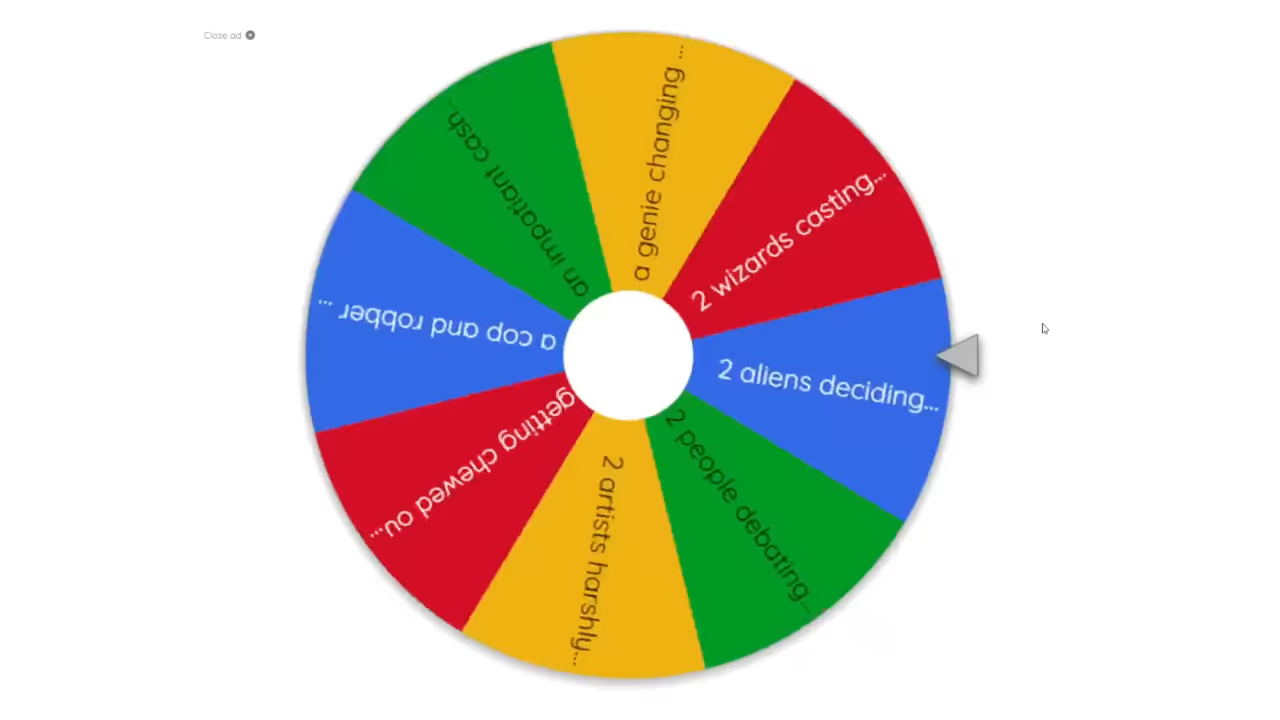 Close ad
a genie changing ...
2 wizards casting...
2 aliens deciding...
2 people debating...
2 artists harshly...
getting chewed ou...
a cop and robber ...
an impatiant cash...